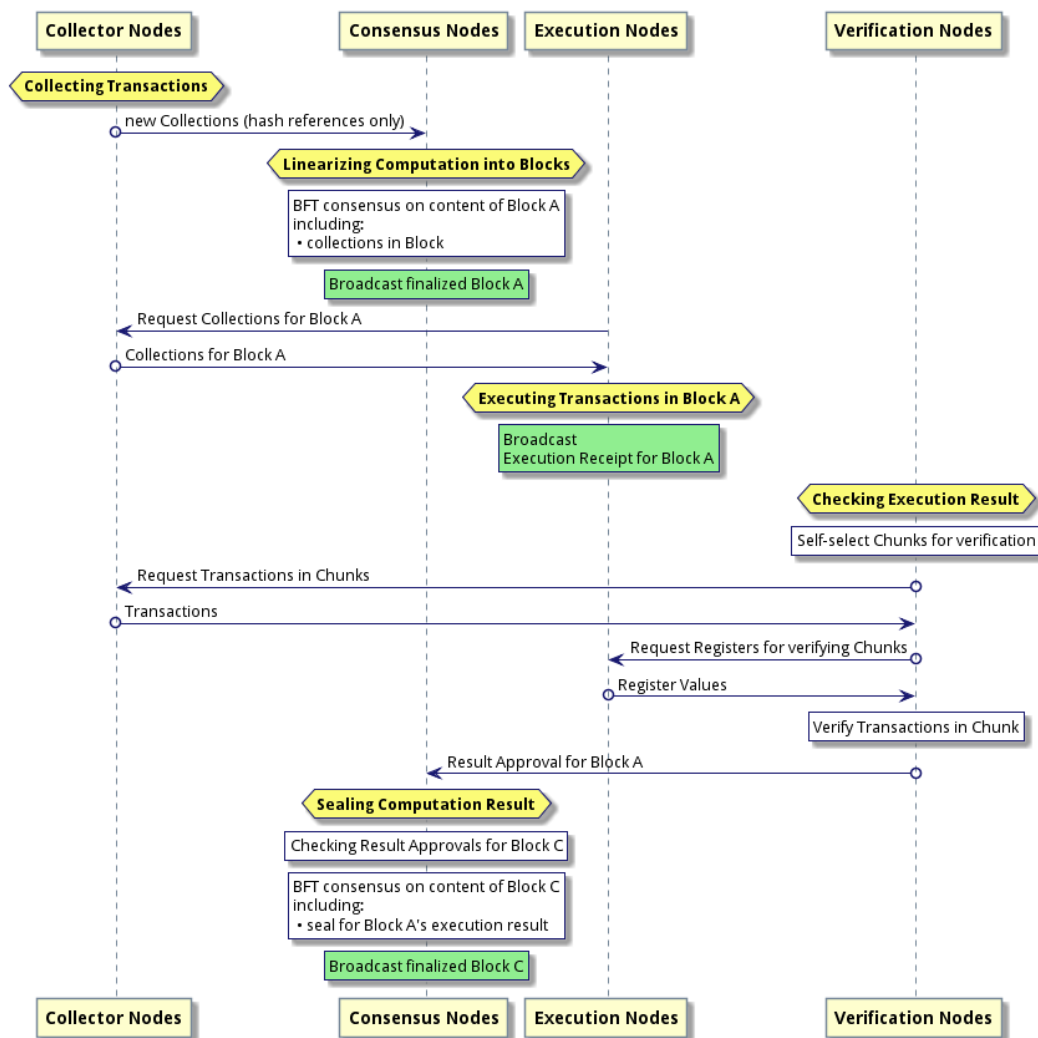 Collector Nodes
Consensus Nodes
Execution Nodes
Verification Nodes
Collecting Transactions
new Collections (hash references only)
Linearizing Computation into Blocks
BFT consensus on content of Block A
including:
• collections in Block
Broadcast finalized Block A
Request Collections for Block A
Collections for Block A
Executing Transactions in Block A
Broadcast
Execution Receipt for Block A
Checking Execution Result
Self-select Chunks for verification
Request Transactions in Chunks
Transactions
Request Registers for verifying Chunks
Register Values
Verify Transactions in Chunk
Result Approval for Block A
Sealing Computation Result
Checking Result Approvals for Block C
BFT consensus on content of Block C
including:
• seal for Block A's execution result
Broadcast finalized Block C
Collector Nodes
Consensus Nodes
Execution Nodes
Verification Nodes